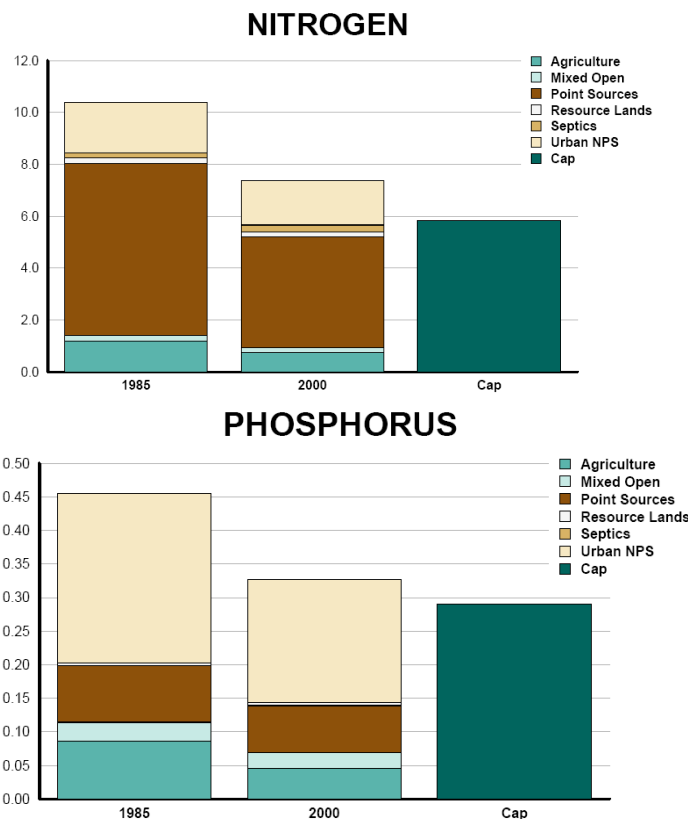 NITROGEN
12.0
10.0
8.0
6.0
4.0
2.0
0.0
Agriculture
Mixed Open
Point Sources
Resource Lands
Septics
Urban NPS
Cap
1985 2000 Cap
PHOSPHORUS
0.50
0.45
0.40
0.35
0.30
0.25
0.20
0.15
0.10
0.05
0.00
Agriculture
Mixed Open
Point Sources
Resource Lands
Septics
Urban NPS
Cap
1985 2000 Cap